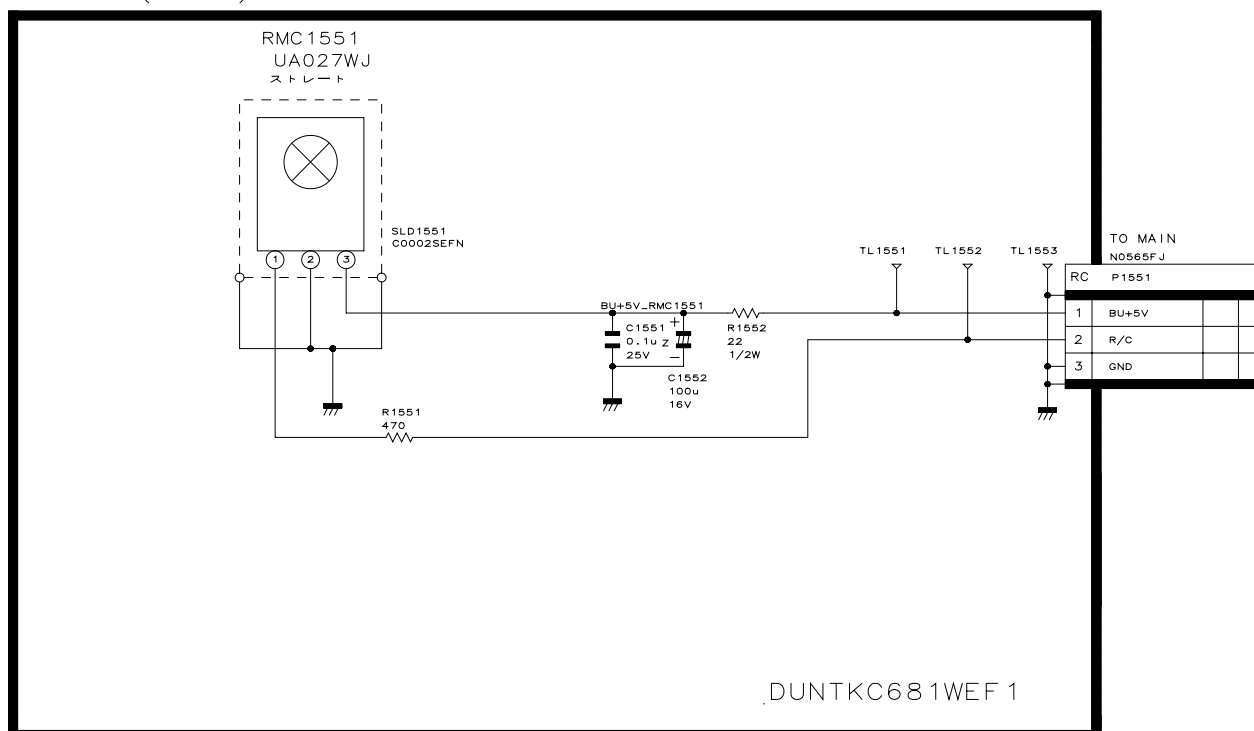 RMC1551
UA027WJ
ストレート
1
2
3
SLD1551
C0002SEFN
TL1551
TL1552
TL1553
TO MAIN
N0565FJ
RC P1551
1 BU+5V
2 R/C
3 GND
BU+5V_RMC1551
C1551
0.1u Z
25V
+
−
C1552
100u
16V
R1552
22
1/2W
R1551
470
DUNTKC681WEF1